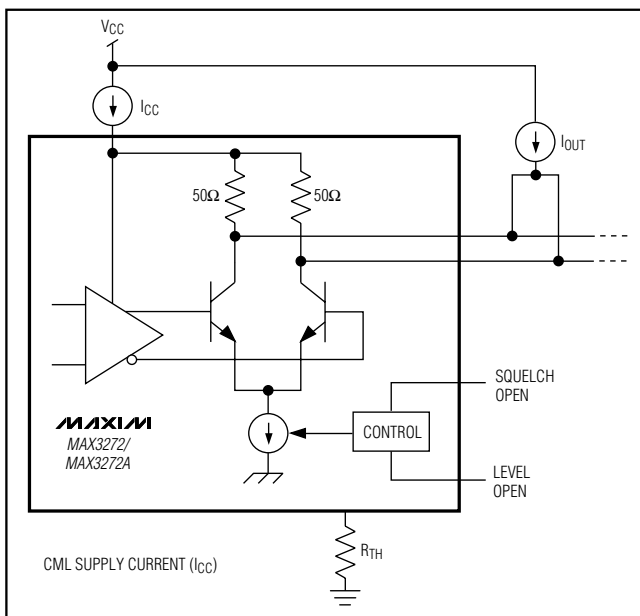 VCC
ICC
IOUT
50Ω
50Ω
MAXIM
MAX3272/
MAX3272A
CONTROL
SQUELCH
OPEN
LEVEL
OPEN
CML SUPPLY CURRENT (ICC)
RTH